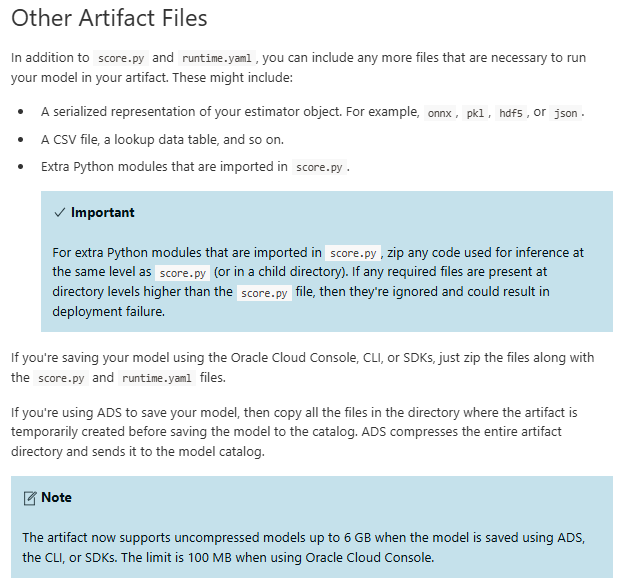 Other Artifact Files
In addition to score.py and runtime.yaml, you can include any more files that are necessary to run
your model in your artifact. These might include:
• A serialized representation of your estimator object. For example, onnx, pkl, hdf5, or json.
• A CSV file, a lookup data table, and so on.
• Extra Python modules that are imported in score.py.
Important
For extra Python modules that are imported in score.py, zip any code used for inference at
the same level as score.py (or in a child directory). If any required files are present at
directory levels higher than the score.py file, then they're ignored and could result in
deployment failure.
If you're saving your model using the Oracle Cloud Console, CLI, or SDKs, just zip the files along with
the score.py and runtime.yaml files.
If you're using ADS to save your model, then copy all the files in the directory where the artifact is
temporarily created before saving the model to the catalog. ADS compresses the entire artifact
directory and sends it to the model catalog.
Note
The artifact now supports uncompressed models up to 6 GB when the model is saved using ADS,
the CLI, or SDKs. The limit is 100 MB when using Oracle Cloud Console.